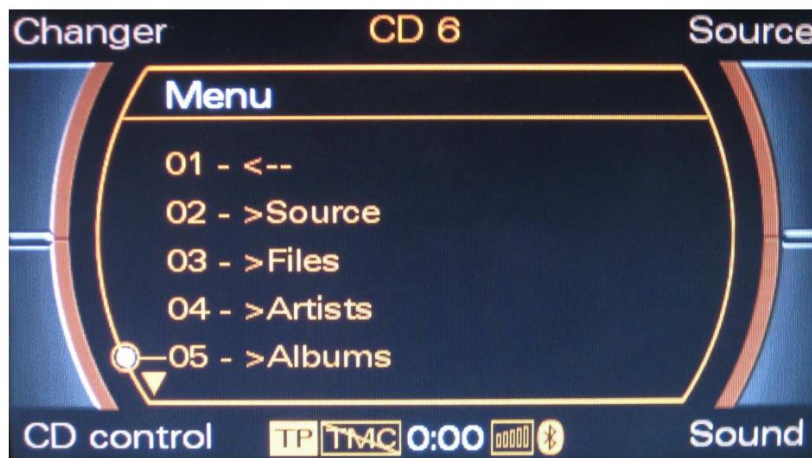 Changer CD 6 Source
Menu
01 - <--
02 - >Source
03 - >Files
04 - >Artists
05 - >Albums
CD control TP TMC 0:00 Sound